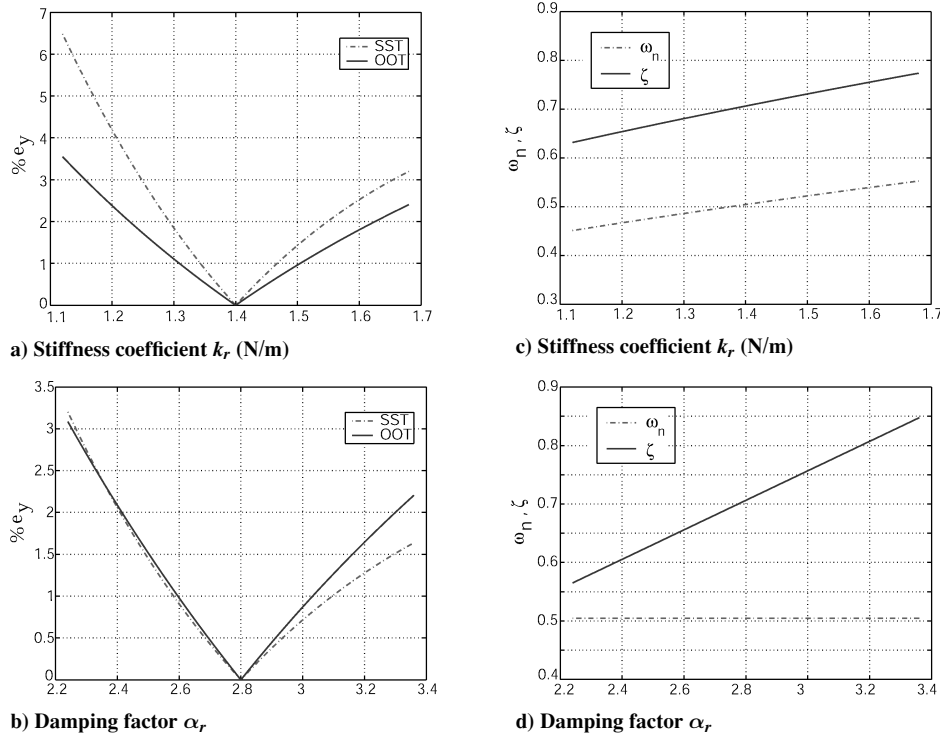 7
6
5
4
3
2
1
0
% e_y
SST
OOT
1.1 1.2 1.3 1.4 1.5 1.6 1.7
a) Stiffness coefficient k_r (N/m)
0.9
0.8
0.7
0.6
0.5
0.4
0.3
ω_n, ζ
ω_n
ζ
1.1 1.2 1.3 1.4 1.5 1.6 1.7
c) Stiffness coefficient k_r (N/m)
3.5
3
2.5
2
1.5
1
0.5
0
% e_y
SST
OOT
2.2 2.4 2.6 2.8 3 3.2 3.4
b) Damping factor α_r
0.9
0.8
0.7
0.6
0.5
0.4
ω_n, ζ
ω_n
ζ
2.2 2.4 2.6 2.8 3 3.2 3.4
d) Damping factor α_r